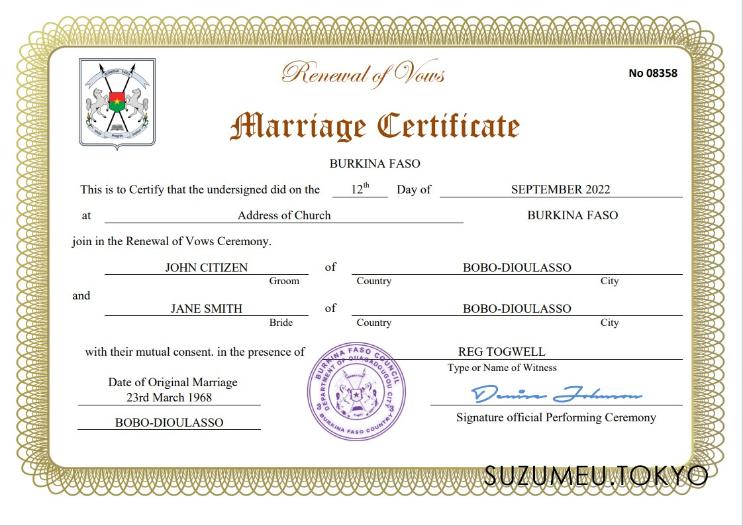 Renewal of Vows
No 08358
Marriage Certificate
BURKINA FASO
This is to Certify that the undersigned did on the 12th Day of SEPTEMBER 2022
at Address of Church BURKINA FASO
join in the Renewal of Vows Ceremony.
JOHN CITIZEN of BOBO-DIOULASSO
Groom Country City
and
JANE SMITH of BOBO-DIOULASSO
Bride Country City
with their mutual consent. in the presence of REG TOGWELL
Type or Name of Witness
Date of Original Marriage
23rd March 1968
BOBO-DIOULASSO
BURKINA FASO COUNCIL
DEPARTMENT OF OUAGADOUGOU CITY
BURKINA FASO COUNTRY
Denise Johnson
Signature official Performing Ceremony
SUZUMEU.TOKYO